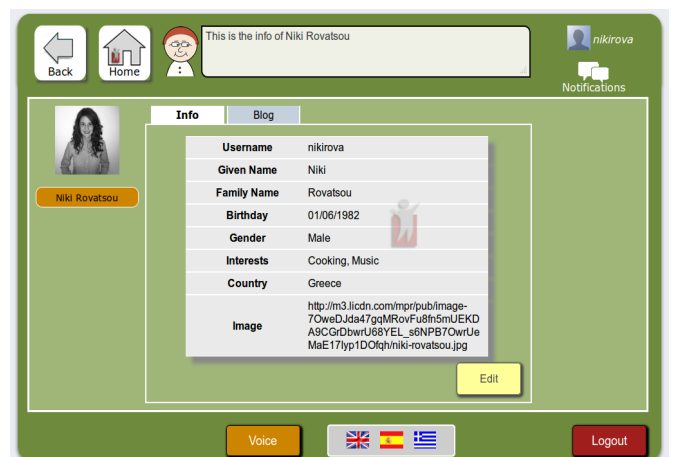 Back
Home
This is the info of Niki Rovatsou
nikirova
Notifications
Niki Rovatsou
Info
Blog
Username nikirova
Given Name Niki
Family Name Rovatsou
Birthday 01/06/1982
Gender Male
Interests Cooking, Music
Country Greece
Image
http://m3.licdn.com/mpr/pub/image-
7OweDJda47gqMRovFu8fn5mUEKD
A9CGrDbwrU68YEL_s6NPB7OwrUe
MaE17lyp1DOfqh/niki-rovatsou.jpg
Edit
Voice
Logout